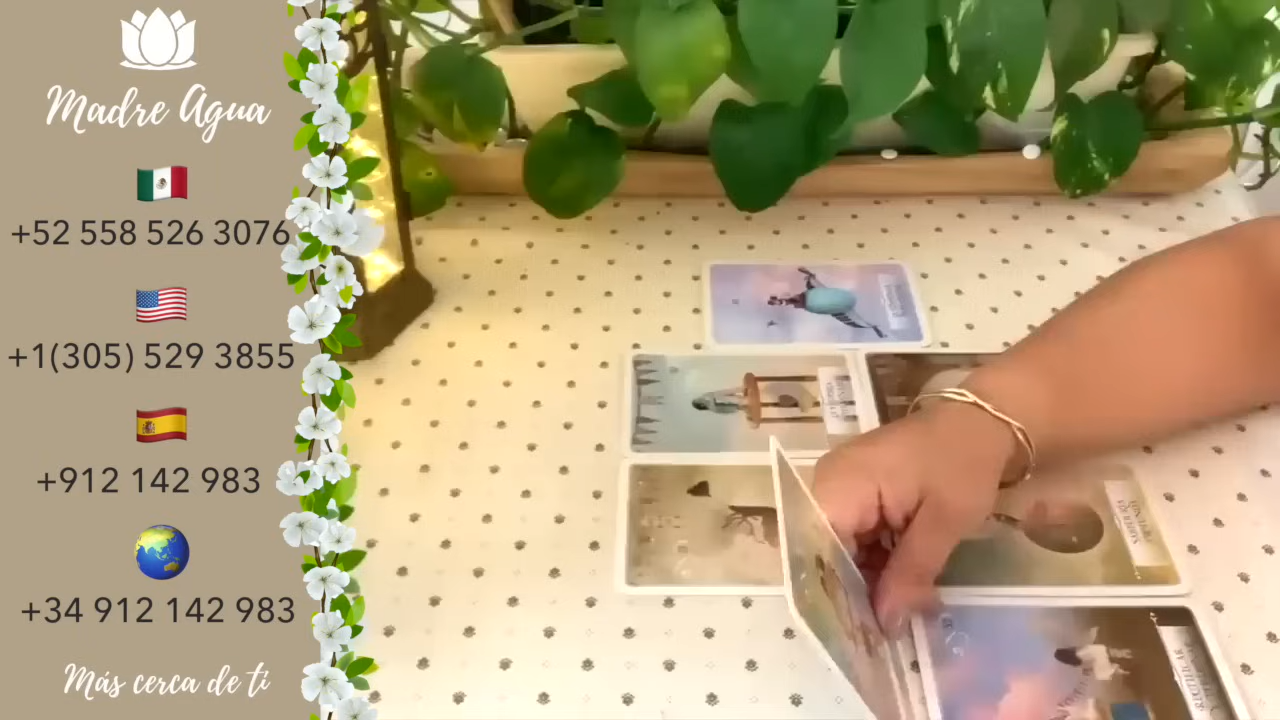 Madre Agua
+52 558 526 3076
+1(305) 529 3855
+912 142 983
+34 912 142 983
Más cerca de ti